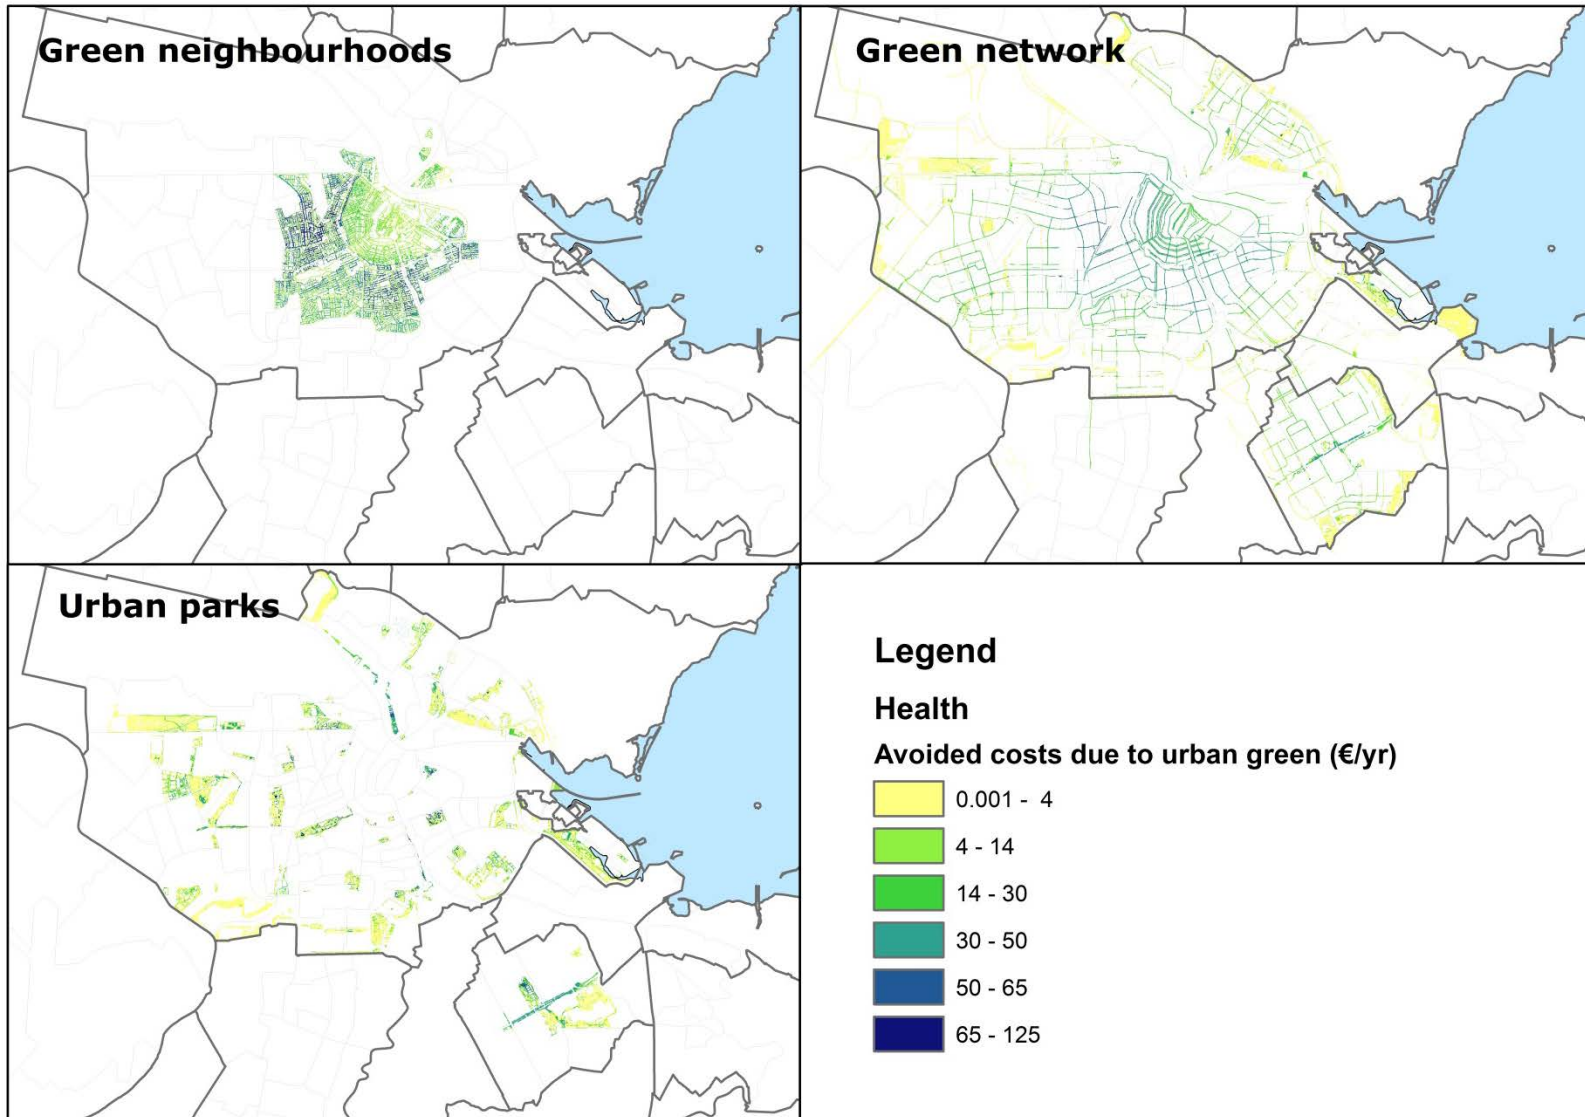 Green neighbourhoods
Green network
Urban parks
Legend
Health
Avoided costs due to urban green (€/yr)
0.001 - 4
4 - 14
14 - 30
30 - 50
50 - 65
65 - 125